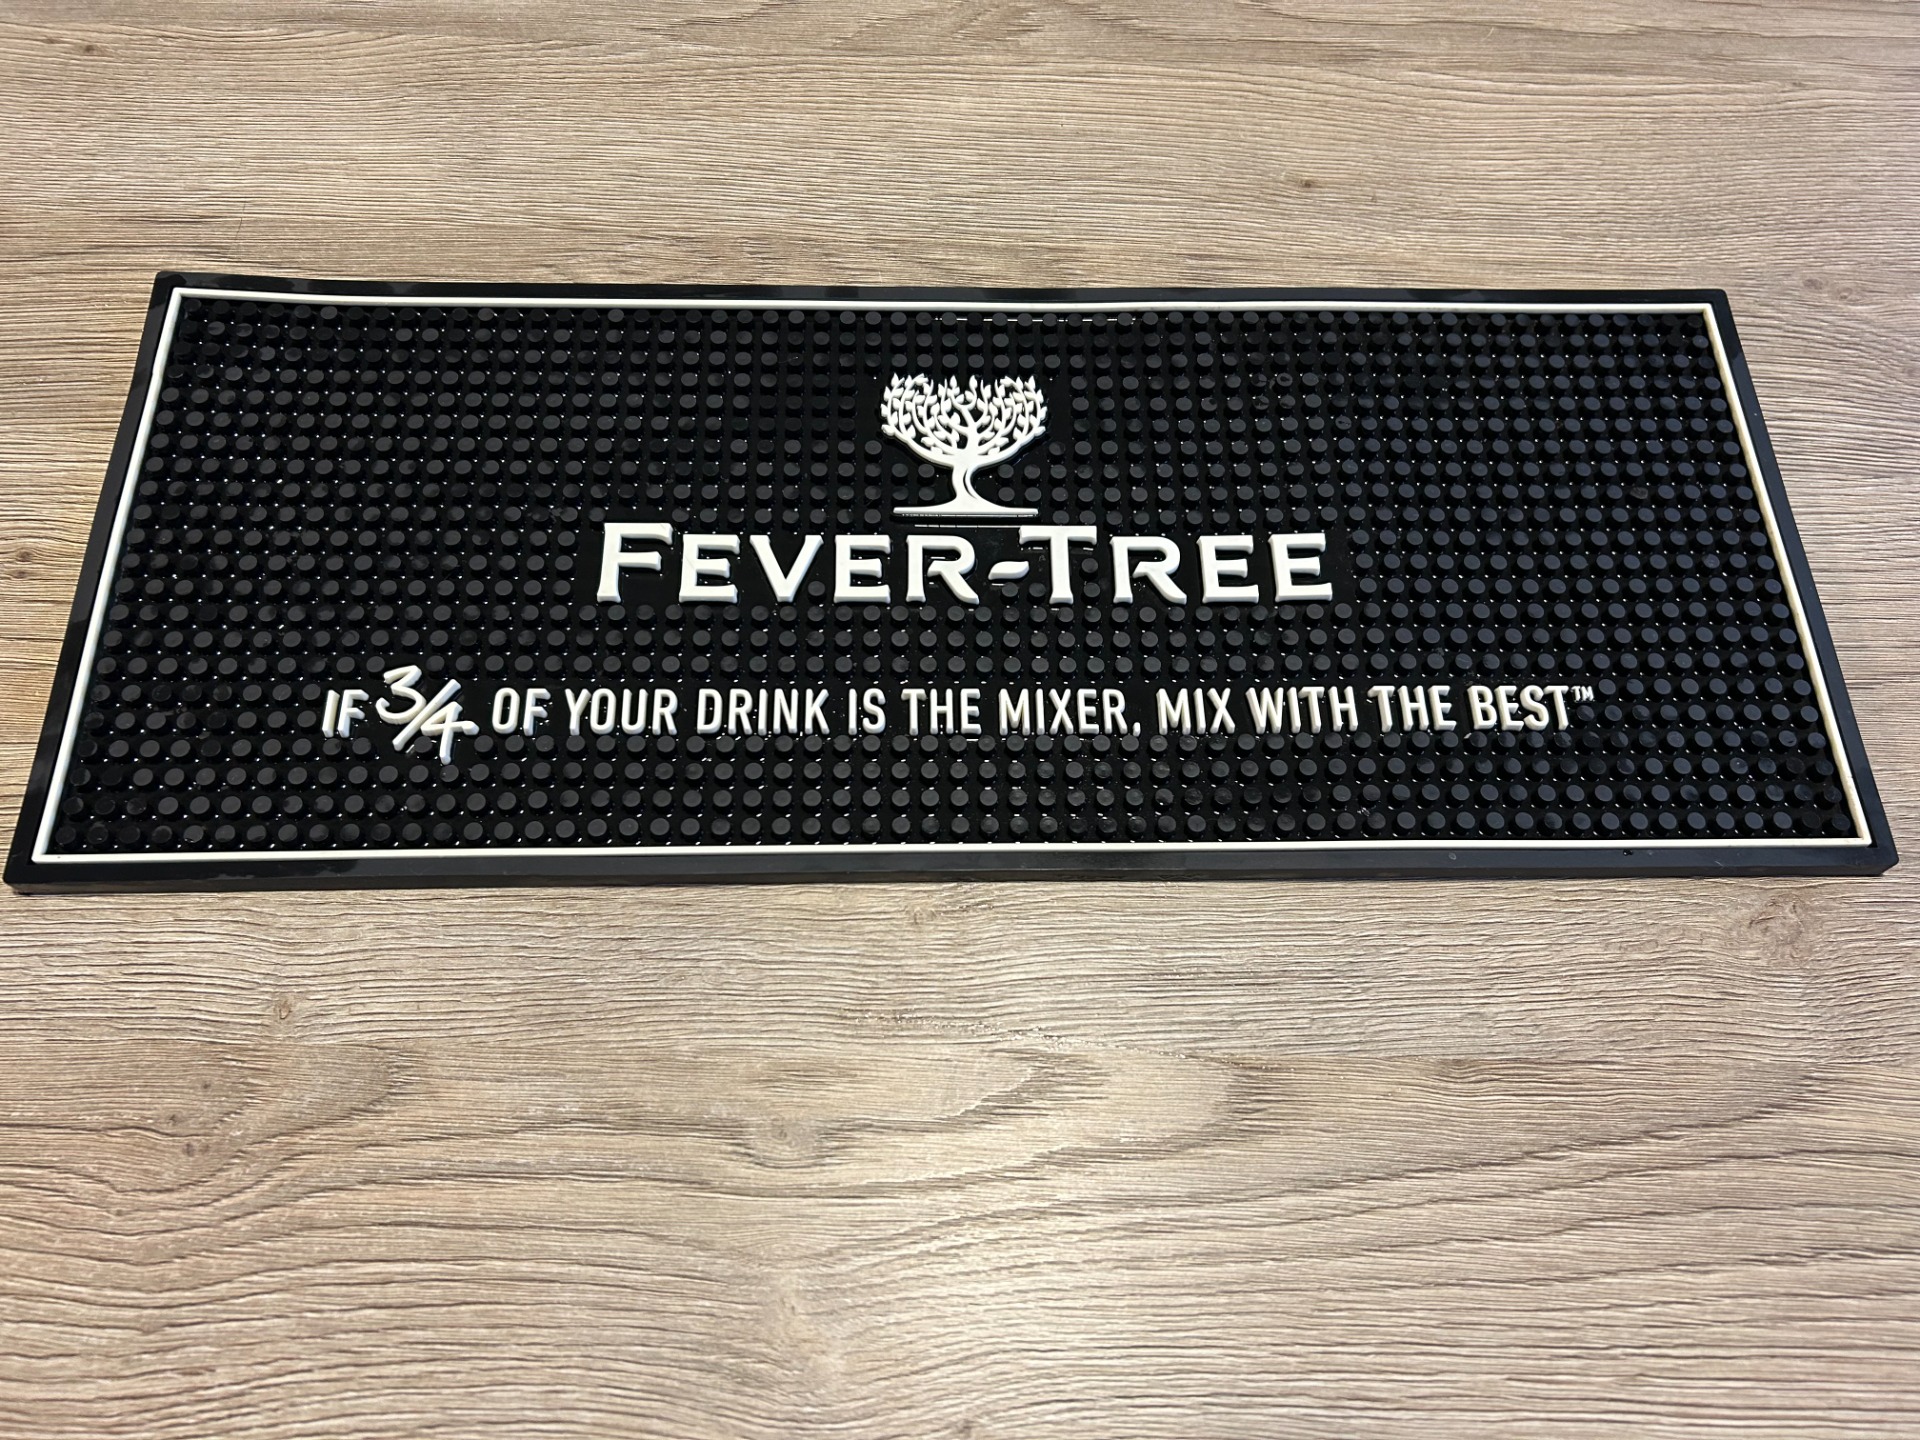 FEVER-TREE
IF 3/4 OF YOUR DRINK IS THE MIXER, MIX WITH THE BEST™